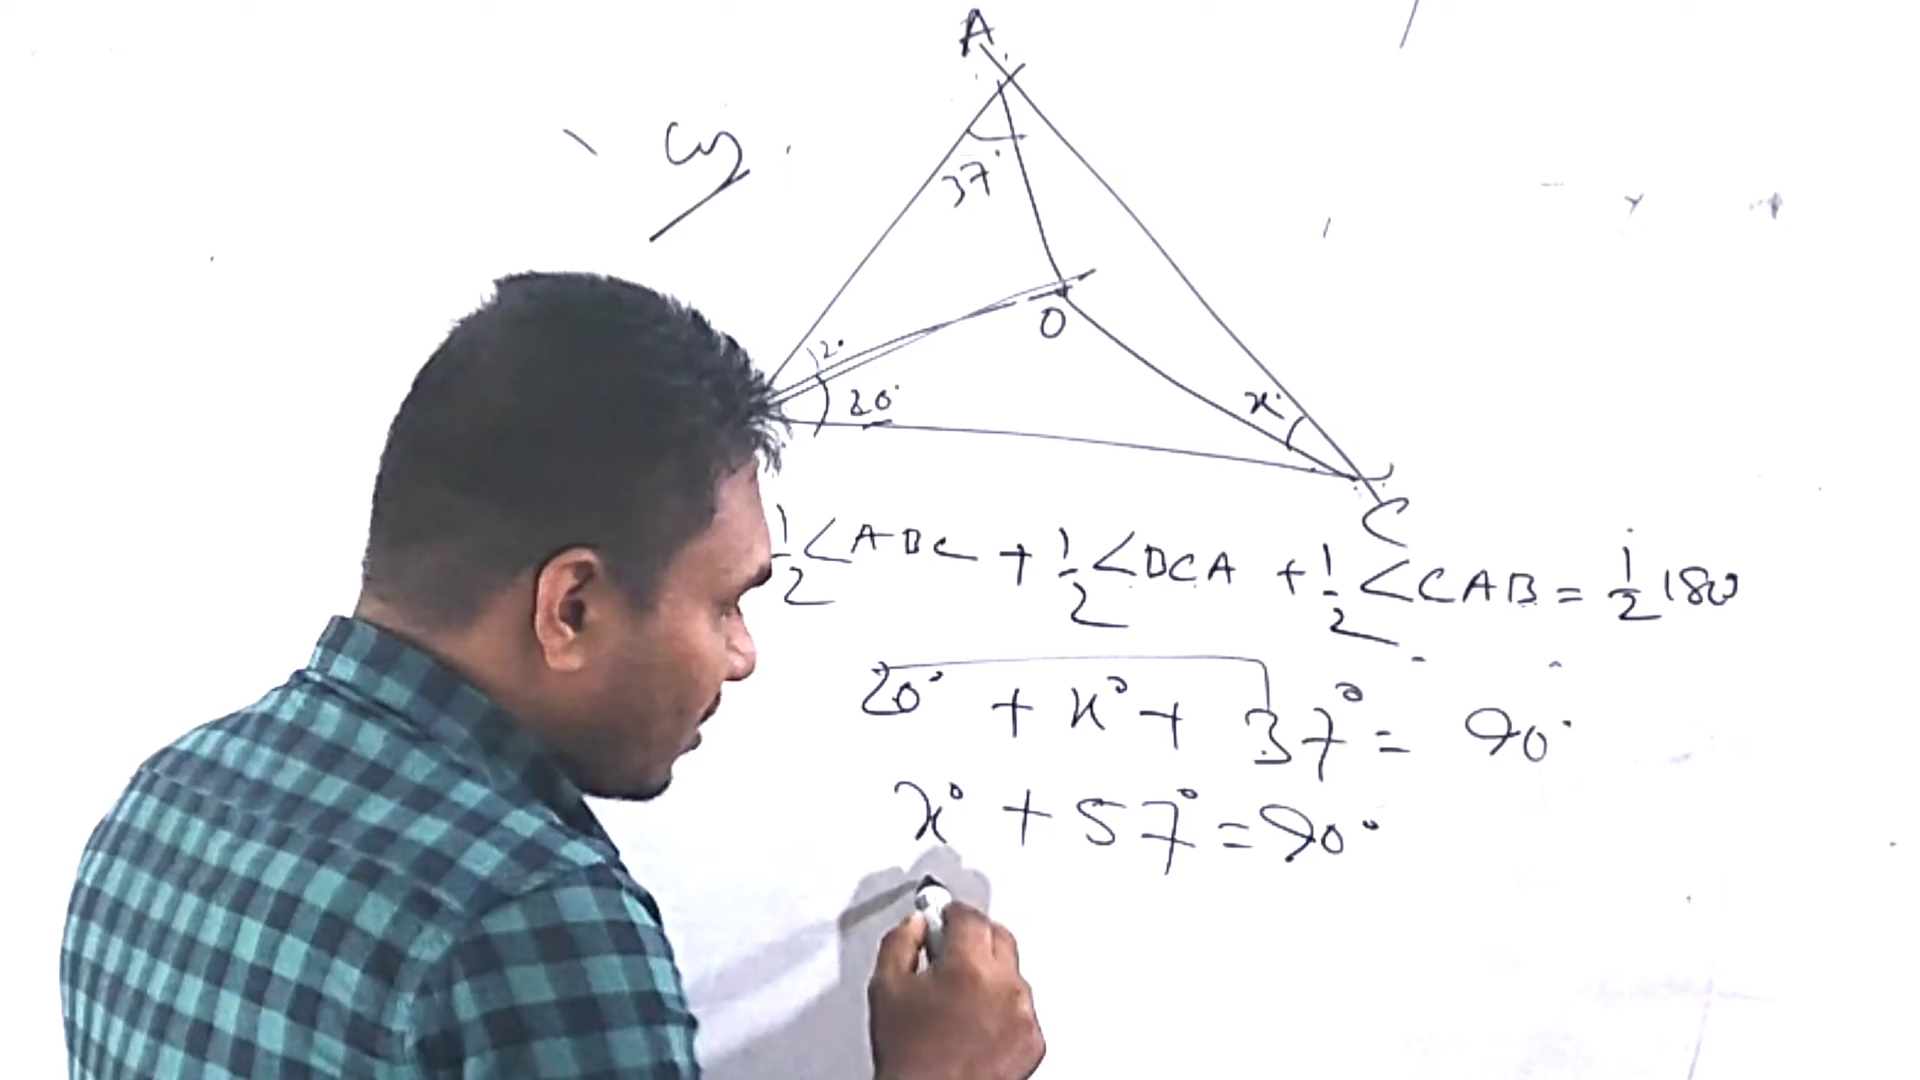 A
37°
O
20
20°
x°
C
1/2 ∠ABC + 1/2 ∠BCA + 1/2 ∠CAB = 1/2 180
20° + x° + 37° = 90°
x° + 57° = 90°